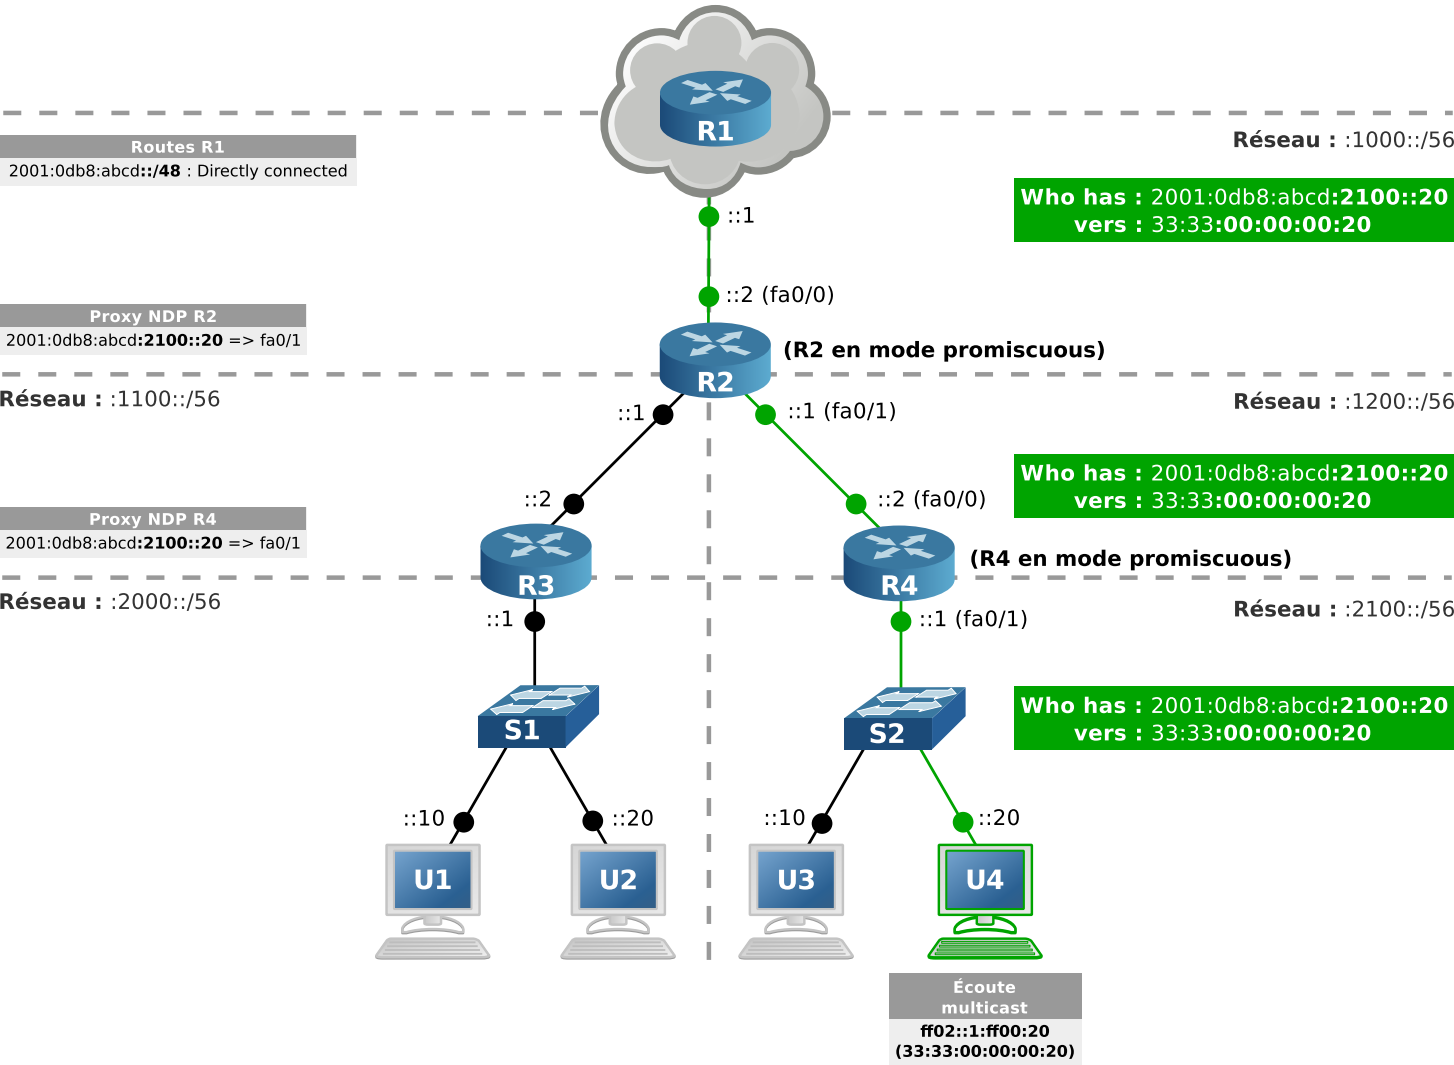 R1
Réseau : :1000::/56
Routes R1
2001:0db8:abcd::/48 : Directly connected
Who has : 2001:0db8:abcd:2100::20
vers : 33:33:00:00:00:20
::1
::2 (fa0/0)
Proxy NDP R2
2001:0db8:abcd:2100::20 => fa0/1
(R2 en mode promiscuous)
R2
Réseau : :1100::/56
Réseau : :1200::/56
::1
::1 (fa0/1)
Who has : 2001:0db8:abcd:2100::20
vers : 33:33:00:00:00:20
::2
::2 (fa0/0)
Proxy NDP R4
2001:0db8:abcd:2100::20 => fa0/1
(R4 en mode promiscuous)
R3
R4
Réseau : :2000::/56
Réseau : :2100::/56
::1
::1 (fa0/1)
S1
S2
Who has : 2001:0db8:abcd:2100::20
vers : 33:33:00:00:00:20
::10
::20
::10
::20
U1
U2
U3
U4
Écoute
multicast
ff02::1:ff00:20
(33:33:00:00:00:20)